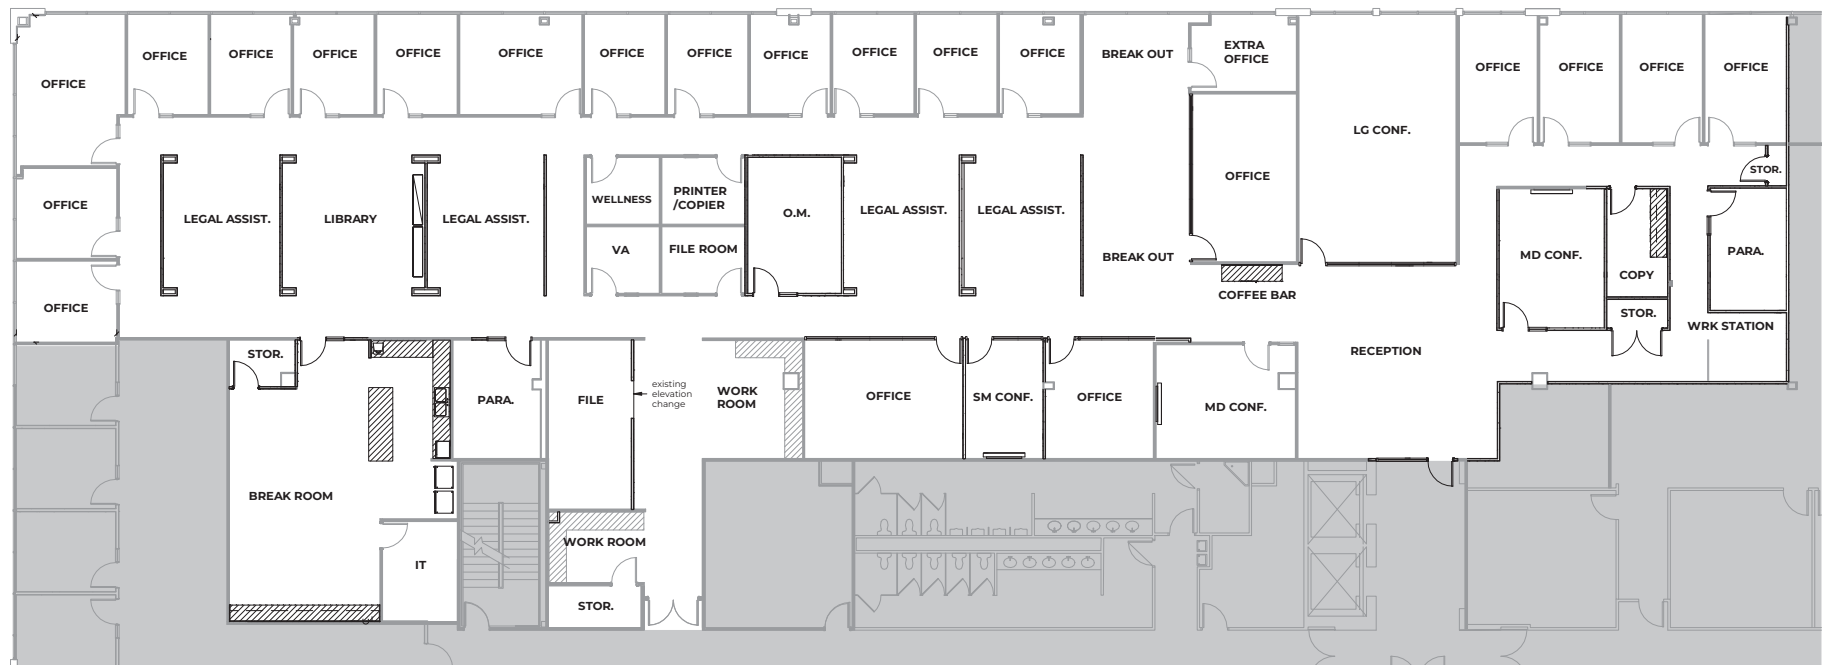 OFFICE
OFFICE
OFFICE
OFFICE
OFFICE
OFFICE
OFFICE
OFFICE
OFFICE
OFFICE
OFFICE
OFFICE
BREAK OUT
EXTRA
OFFICE
LG CONF.
OFFICE
OFFICE
OFFICE
OFFICE
STOR.
OFFICE
LEGAL ASSIST.
LIBRARY
LEGAL ASSIST.
WELLNESS
PRINTER
/COPIER
O.M.
LEGAL ASSIST.
LEGAL ASSIST.
OFFICE
VA
FILE ROOM
BREAK OUT
MD CONF.
COPY
PARA.
OFFICE
COFFEE BAR
STOR.
WRK STATION
RECEPTION
STOR.
PARA.
FILE
existing
elevation
change
WORK
ROOM
OFFICE
SM CONF.
OFFICE
MD CONF.
BREAK ROOM
WORK ROOM
IT
STOR.